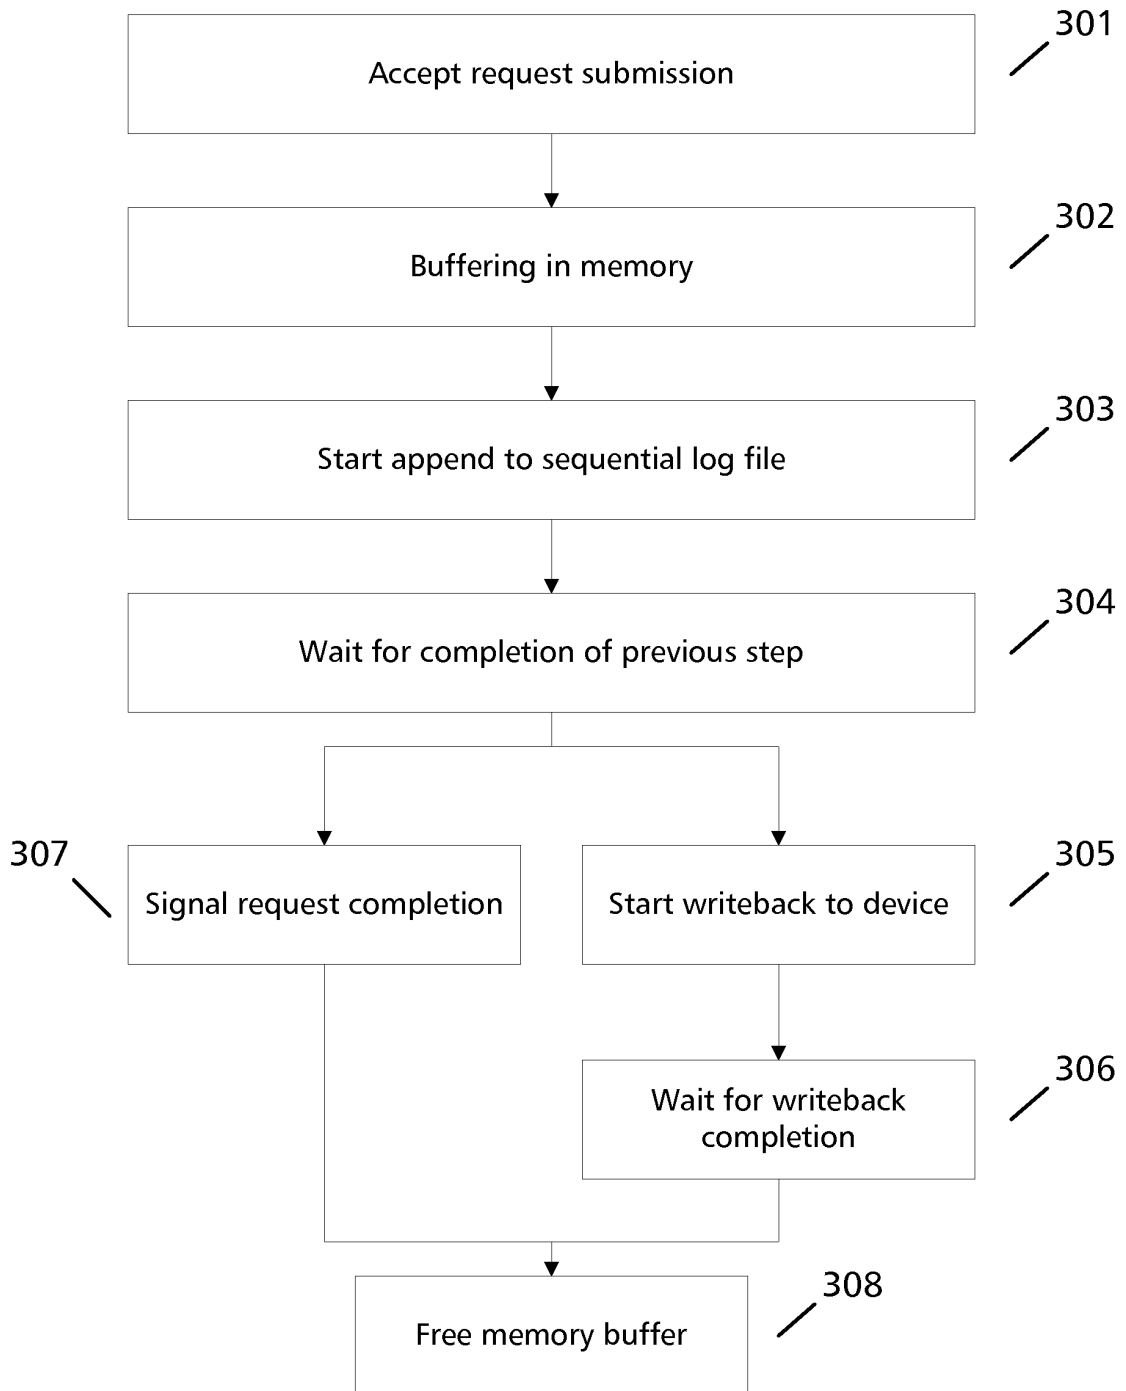 301
Accept request submission
302
Buffering in memory
303
Start append to sequential log file
304
Wait for completion of previous step
307
Signal request completion
305
Start writeback to device
306
Wait for writeback
completion
308
Free memory buffer